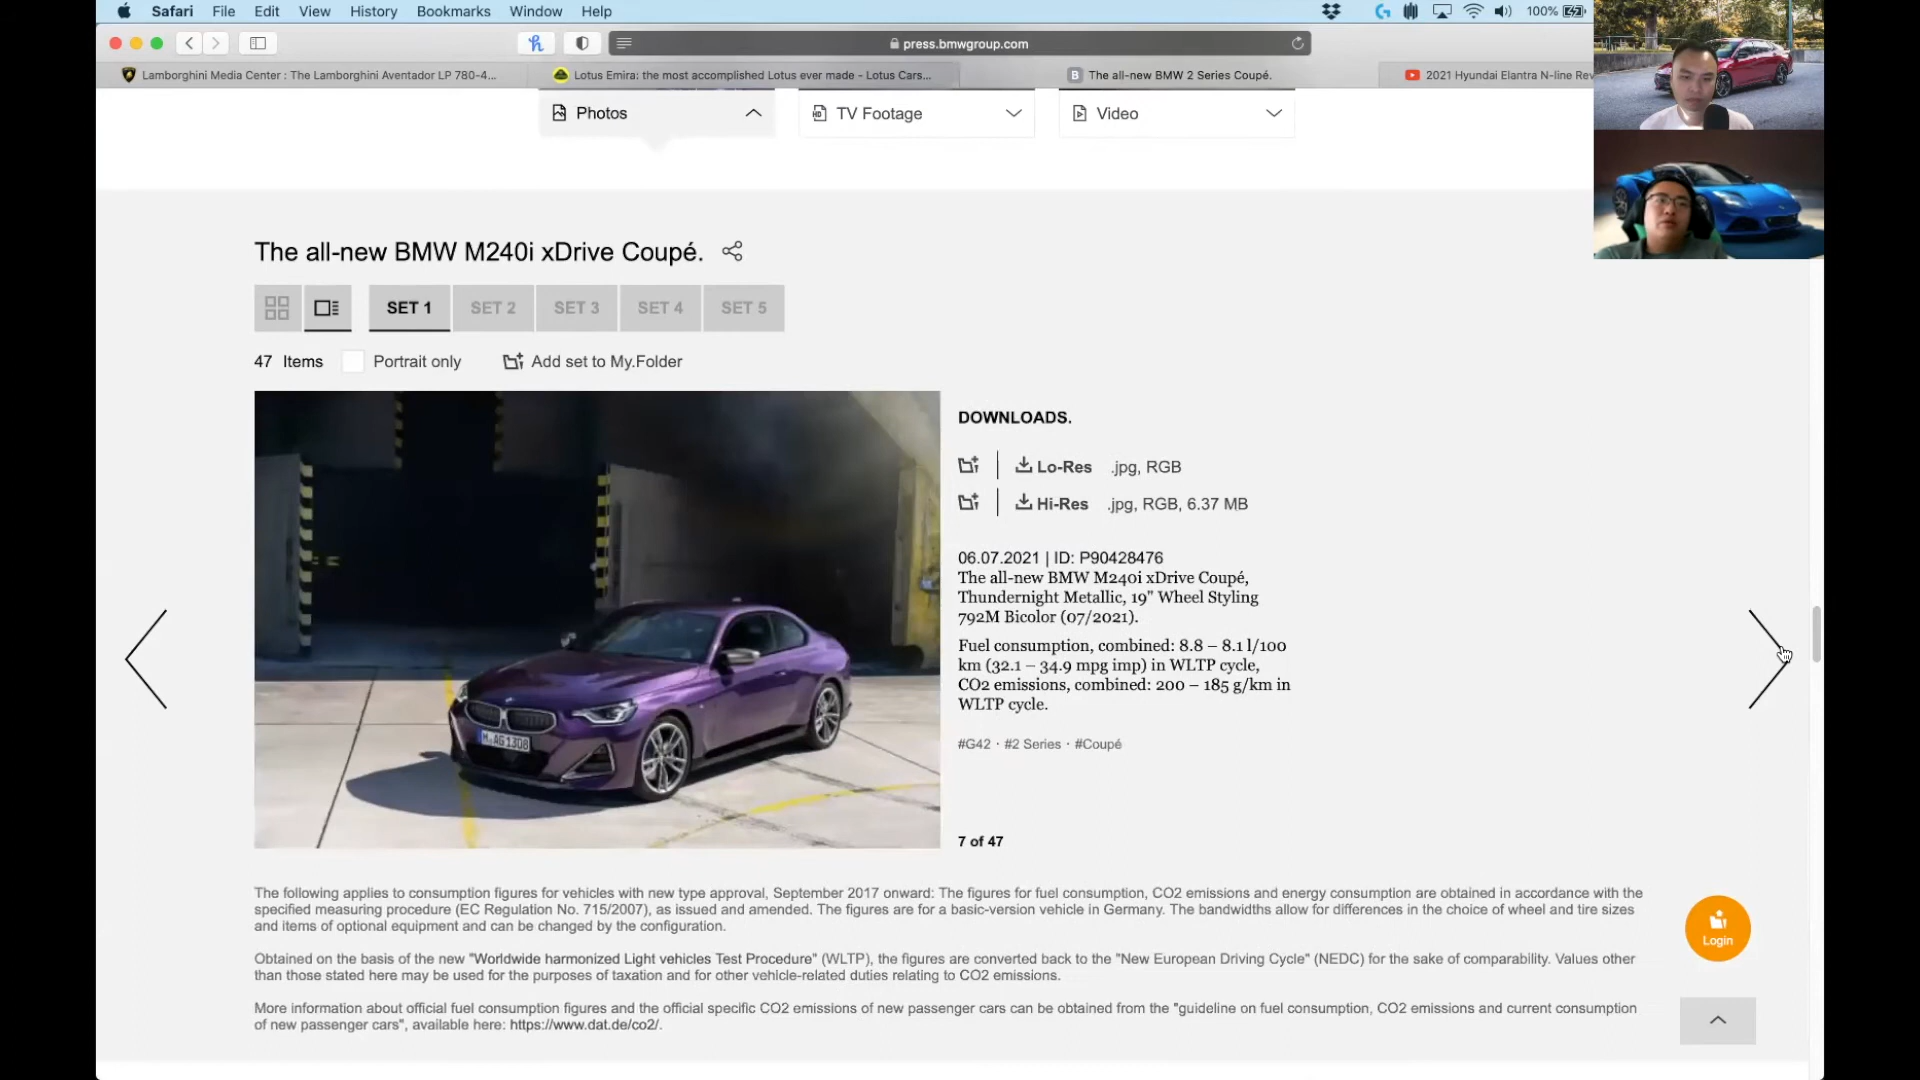 Safari File Edit View History Bookmarks Window Help 100%
press.bmwgroup.com
Lamborghini Media Center : The Lamborghini Aventador LP 780-4...
Lotus Emira: the most accomplished Lotus ever made - Lotus Cars...
The all-new BMW 2 Series Coupé.
2021 Hyundai Elantra N-line Rev
Photos
TV Footage
Video
The all-new BMW M240i xDrive Coupé.
SET 1 SET 2 SET 3 SET 4 SET 5
47 Items Portrait only Add set to My.Folder
DOWNLOADS.
Lo-Res .jpg, RGB
Hi-Res .jpg, RGB, 6.37 MB
06.07.2021 | ID: P90428476
The all-new BMW M240i xDrive Coupé,
Thundernight Metallic, 19" Wheel Styling
792M Bicolor (07/2021).
Fuel consumption, combined: 8.8 – 8.1 l/100
km (32.1 – 34.9 mpg imp) in WLTP cycle,
CO2 emissions, combined: 200 – 185 g/km in
WLTP cycle.
#G42 · #2 Series · #Coupé
M AG 1308
7 of 47
The following applies to consumption figures for vehicles with new type approval, September 2017 onward: The figures for fuel consumption, CO2 emissions and energy consumption are obtained in accordance with the
specified measuring procedure (EC Regulation No. 715/2007), as issued and amended. The figures are for a basic-version vehicle in Germany. The bandwidths allow for differences in the choice of wheel and tire sizes
and items of optional equipment and can be changed by the configuration.
Obtained on the basis of the new "Worldwide harmonized Light vehicles Test Procedure" (WLTP), the figures are converted back to the "New European Driving Cycle" (NEDC) for the sake of comparability. Values other
than those stated here may be used for the purposes of taxation and for other vehicle-related duties relating to CO2 emissions.
More information about official fuel consumption figures and the official specific CO2 emissions of new passenger cars can be obtained from the "guideline on fuel consumption, CO2 emissions and current consumption
of new passenger cars", available here: https://www.dat.de/co2/.
Login